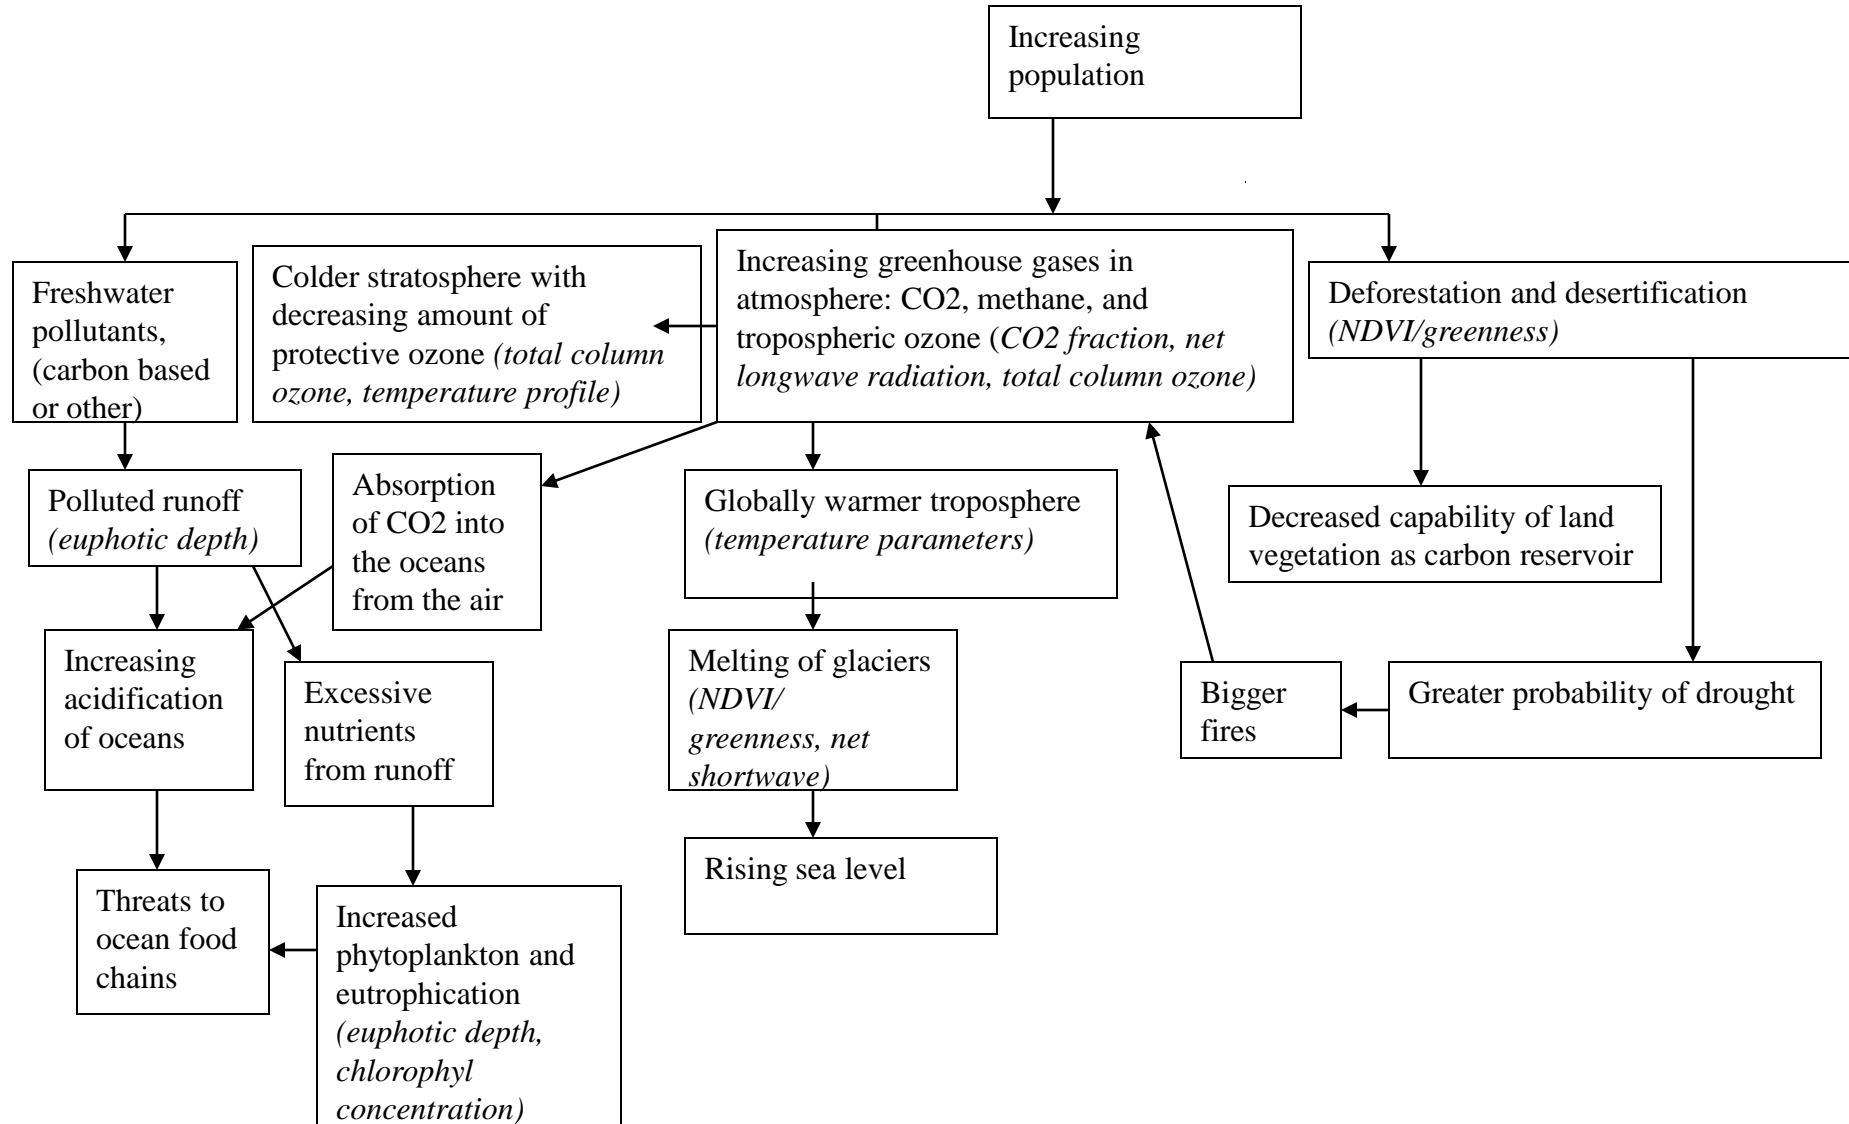 Increasing
population
Freshwater
pollutants,
(carbon based
or other)
Colder stratosphere with
decreasing amount of
protective ozone (total column
ozone, temperature profile)
Increasing greenhouse gases in
atmosphere: CO2, methane, and
tropospheric ozone (CO2 fraction, net
longwave radiation, total column ozone)
Deforestation and desertification
(NDVI/greenness)
Polluted runoff
(euphotic depth)
Absorption
of CO2 into
the oceans
from the air
Globally warmer troposphere
(temperature parameters)
Decreased capability of land
vegetation as carbon reservoir
Increasing
acidification
of oceans
Excessive
nutrients
from runoff
Melting of glaciers
(NDVI/
greenness, net
shortwave)
Bigger
fires
Greater probability of drought
Threats to
ocean food
chains
Increased
phytoplankton and
eutrophication
(euphotic depth,
chlorophyl
concentration)
Rising sea level